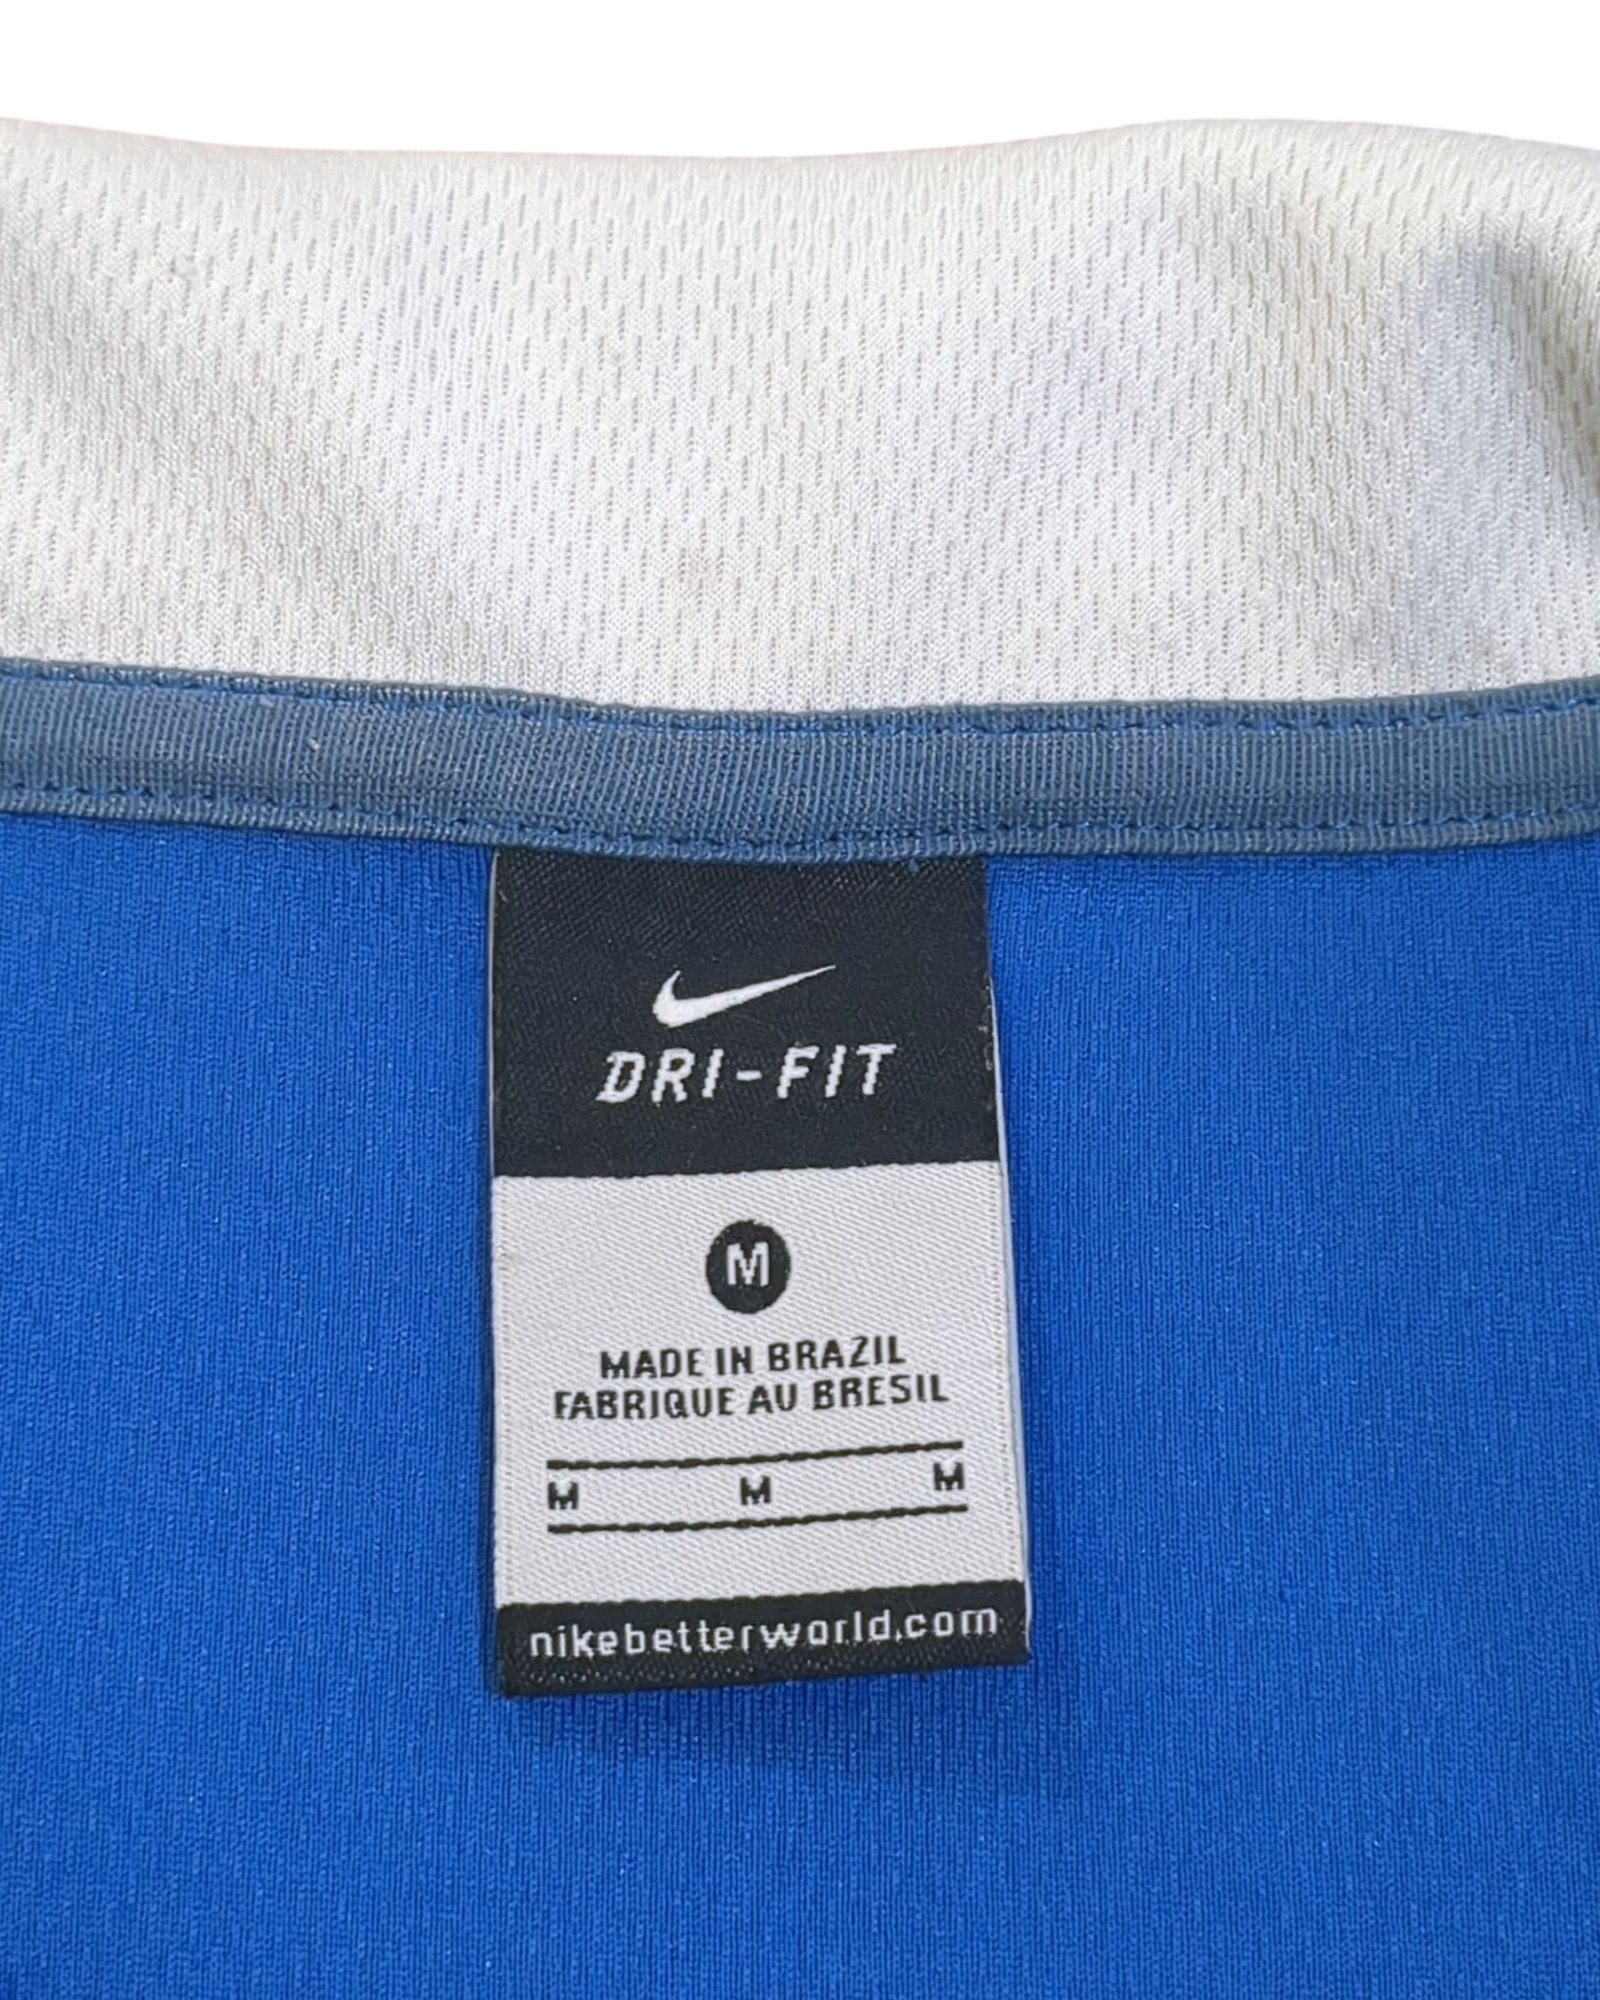 DRI-FIT
M
MADE IN BRAZIL
FABRIQUE AU BRESIL
M M M
nikebetterworld.com